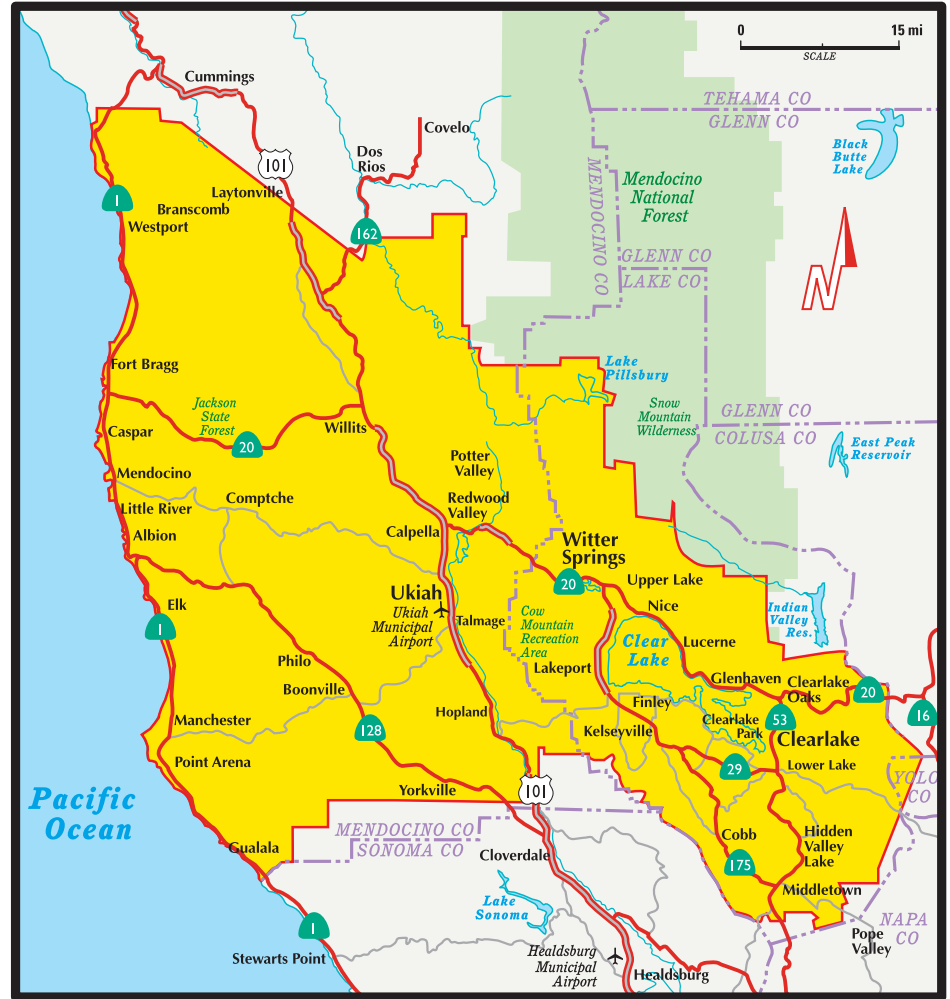 0 15 mi
SCALE
Cummings
TEHAMA CO
GLENN CO
Covelo
Black
Butte
Lake
Dos
Rios
101
MENDOCINO CO
Mendocino
National
Forest
Laytonville
1
Branscomb
Westport
162
GLENN CO
LAKE CO
Fort Bragg
Lake
Pillsbury
Jackson
State
Forest
Snow
Mountain
Wilderness
GLENN CO
COLUSA CO
Caspar
20
Willits
East Peak
Reservoir
Potter
Valley
Mendocino
Comptche
Redwood
Valley
Little River
Albion
Calpella
Witter
Springs
20
Upper Lake
Ukiah
Ukiah
Municipal
Airport
Talmage
Elk
1
Nice
Cow
Mountain
Recreation
Area
Indian
Valley
Res.
Clear
Lake
Lucerne
Philo
Lakeport
Boonville
Glenhaven
Clearlake
Oaks
20
Finley
Hopland
Manchester
128
Clearlake
Park
53
16
Kelseyville
Clearlake
Point Arena
29
Lower Lake
YOLO
CO
Pacific
Ocean
Yorkville
101
MENDOCINO CO
SONOMA CO
Cobb
Hidden
Valley
Lake
Gualala
Cloverdale
175
Middletown
Lake
Sonoma
NAPA
CO
1
Pope
Valley
Stewarts Point
Healdsburg
Municipal
Airport
Healdsburg